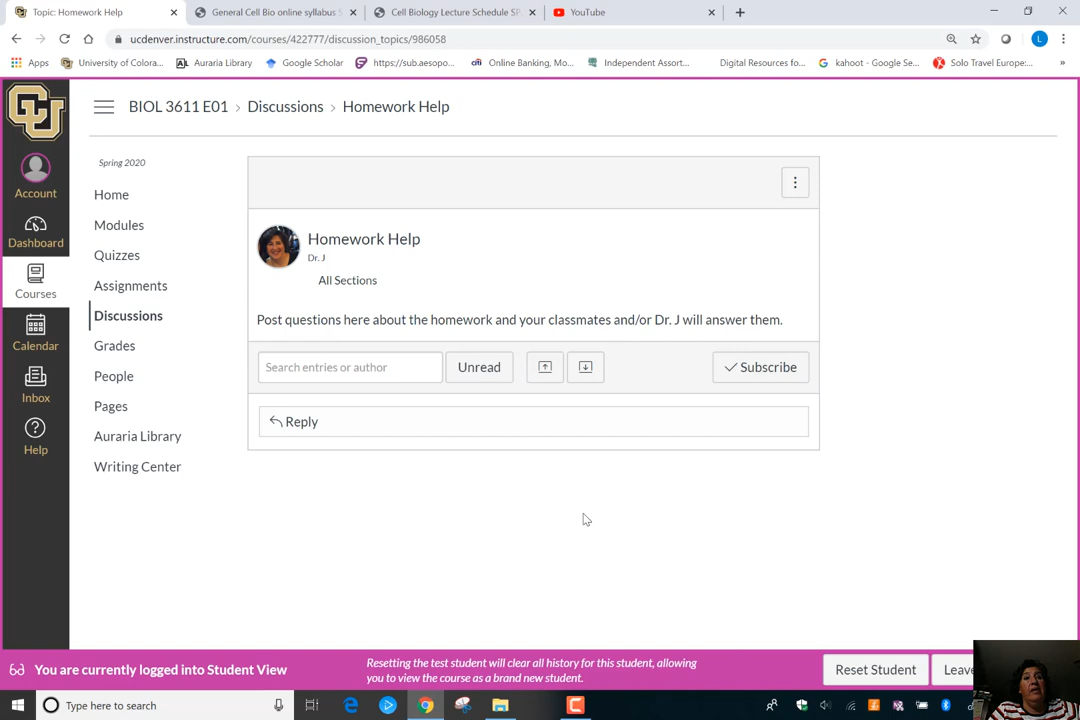 Topic: Homework Help
General Cell Bio online syllabus S
Cell Biology Lecture Schedule SP
YouTube
ucdenver.instructure.com/courses/422777/discussion_topics/986058
L
Apps
University of Colora...
Auraria Library
Google Scholar
https://sub.aesopo...
Online Banking, Mo...
Independent Assort...
Digital Resources for...
kahoot - Google Se...
Solo Travel Europe:...
»
CU
BIOL 3611 E01 › Discussions › Homework Help
Account
Dashboard
Courses
Calendar
Inbox
Help
Spring 2020
Home
Modules
Quizzes
Assignments
Discussions
Grades
People
Pages
Auraria Library
Writing Center
Homework Help
Dr. J
All Sections
Post questions here about the homework and your classmates and/or Dr. J will answer them.
Search entries or author
Unread
Subscribe
Reply
You are currently logged into Student View
Resetting the test student will clear all history for this student, allowing
you to view the course as a brand new student.
Reset Student
Leave
Type here to search